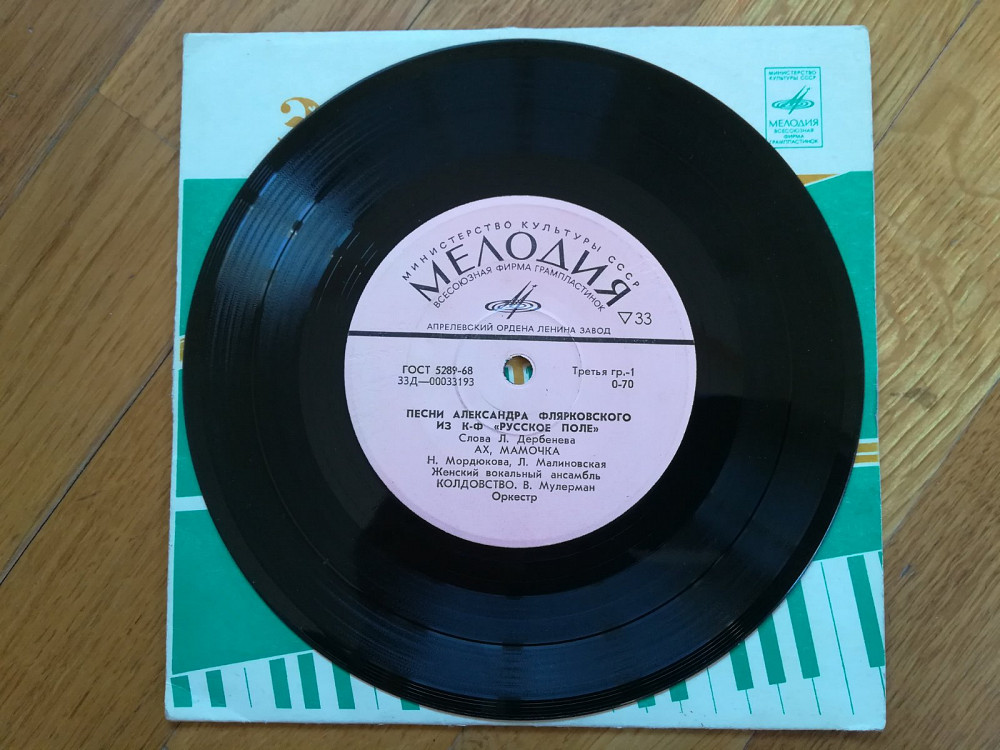 МИНИСТЕРСТВО
КУЛЬТУРЫ СССР
МЕЛОДИЯ
ВСЕСОЮЗНАЯ
ФИРМА
ГРАМПЛАСТИНОК
МИНИСТЕРСТВО КУЛЬТУРЫ СССР
МЕЛОДИЯ
ВСЕСОЮЗНАЯ ФИРМА ГРАМПЛАСТИНОК
▽33
АПРЕЛЕВСКИЙ ОРДЕНА ЛЕНИНА ЗАВОД
ГОСТ 5289-68 Третья гр.-1
33Д—00033193 0-70
ПЕСНИ АЛЕКСАНДРА ФЛЯРКОВСКОГО
ИЗ К-Ф «РУССКОЕ ПОЛЕ»
Слова Л. Дербенева
АХ, МАМОЧКА
Н. Мордюкова, Л. Малиновская
Женский вокальный ансамбль
КОЛДОВСТВО. В. Мулерман
Оркестр